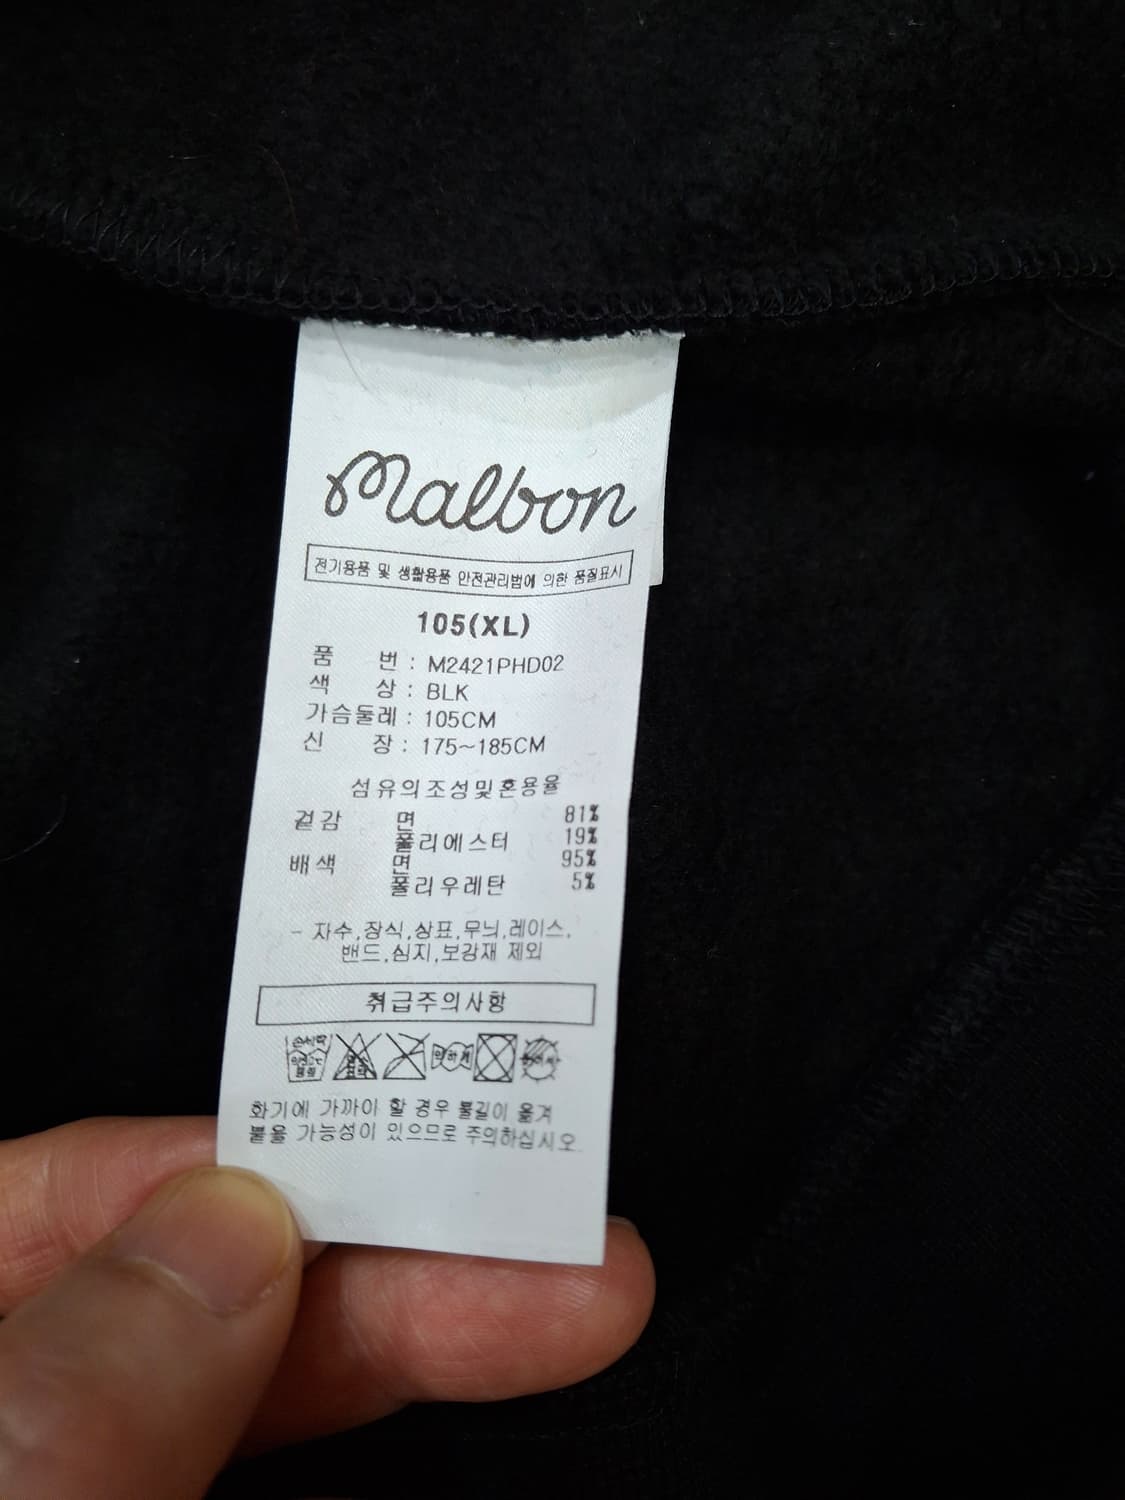 malbon
전기용품 및 생활용품 안전관리법에 의한 품질표시
105(XL)
품 번 : M2421PHD02
색 상 : BLK
가슴둘레 : 105CM
신 장 : 175~185CM
섬유의조성및혼용율
겉감 면 81%
폴리에스터 19%
배색 면 95%
폴리우레탄 5%
- 자수,장식,상표,무늬,레이스,
밴드,심지,보강재 제외
취급주의사항
손세탁 약하게
화기에 가까이 할 경우 불길이 옮겨
붙을 가능성이 있으므로 주의하십시오.